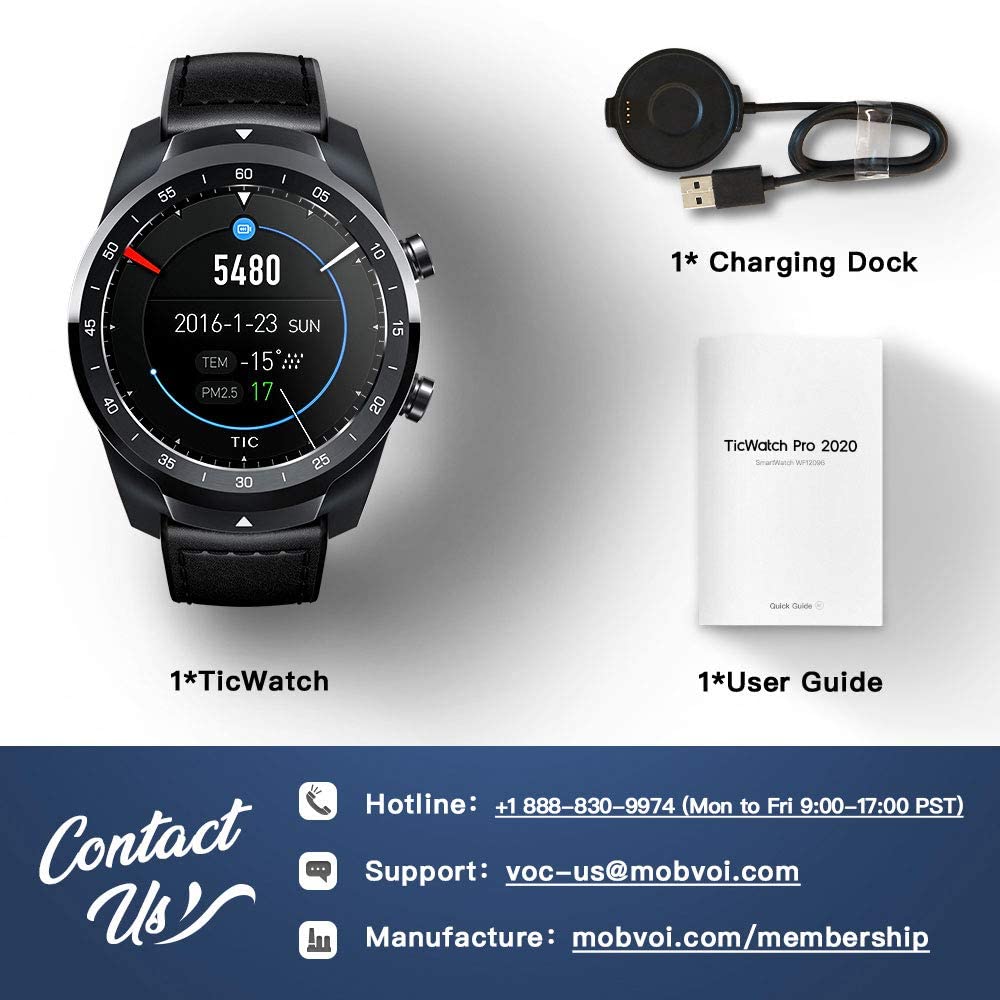 60
05
10
15
20
25
30
35
40
45
50
55
5480
2016-1-23 SUN
TEM -15°
PM2.5 17
TIC
1* Charging Dock
TicWatch Pro 2020
SmartWatch WF12096
Quick Guide
1*TicWatch
1*User Guide
Contact
Us
Hotline: +1 888-830-9974 (Mon to Fri 9:00-17:00 PST)
Support: voc-us@mobvoi.com
Manufacture: mobvoi.com/membership